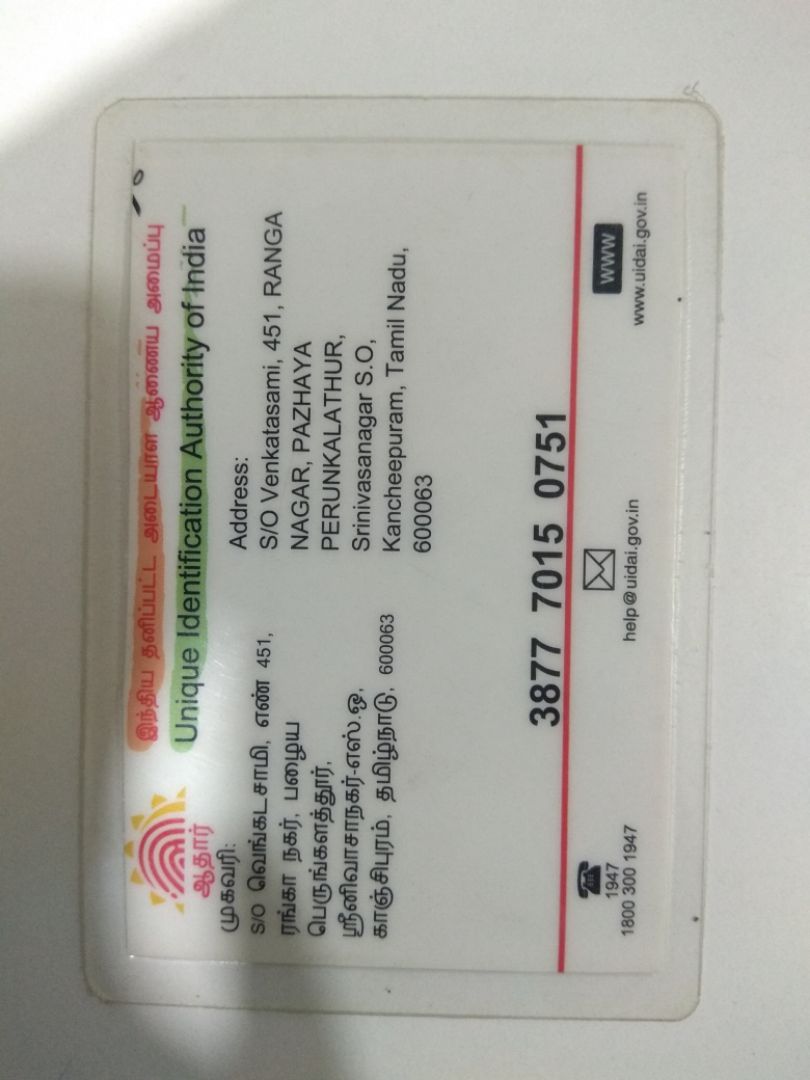 இந்திய தனிப்பட்ட அடையாள ஆணைய அமைப்பு
Unique Identification Authority of India
ஆதார்
முகவரி:
S/O வெங்கடசாமி, எண் 451,
ரங்கா நகர், பழைய
பெருங்களத்தூர்,
ஸ்ரீனிவாசாநகர்-எஸ்.ஓ,
காஞ்சிபுரம், தமிழ்நாடு, 600063
Address:
S/O Venkatasami, 451, RANGA
NAGAR, PAZHAYA
PERUNKALATHUR,
Srinivasanagar S.O,
Kancheepuram, Tamil Nadu,
600063
3877 7015 0751
1947
1800 300 1947
help@uidai.gov.in
WWW
www.uidai.gov.in